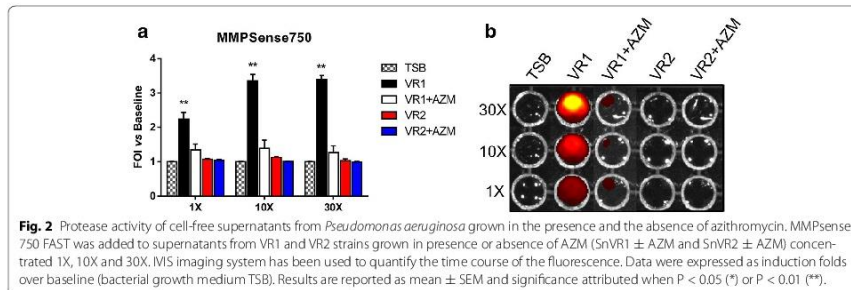 a
MMPSense750
FOI vs Baseline
4
3
2
1
0
1X
10X
30X
**
**
**
TSB
VR1
VR1+AZM
VR2
VR2+AZM
b
TSB
VR1
VR1+AZM
VR2
VR2+AZM
30X
10X
1X
Fig. 2 Protease activity of cell-free supernatants from Pseudomonas aeruginosa grown in the presence and the absence of azithromycin. MMPsense
750 FAST was added to supernatants from VR1 and VR2 strains grown in presence or absence of AZM (SnVR1 ± AZM and SnVR2 ± AZM) concen-
trated 1X, 10X and 30X. IVIS imaging system has been used to quantify the time course of the fluorescence. Data were expressed as induction folds
over baseline (bacterial growth medium TSB). Results are reported as mean ± SEM and significance attributed when P < 0.05 (*) or P < 0.01 (**).